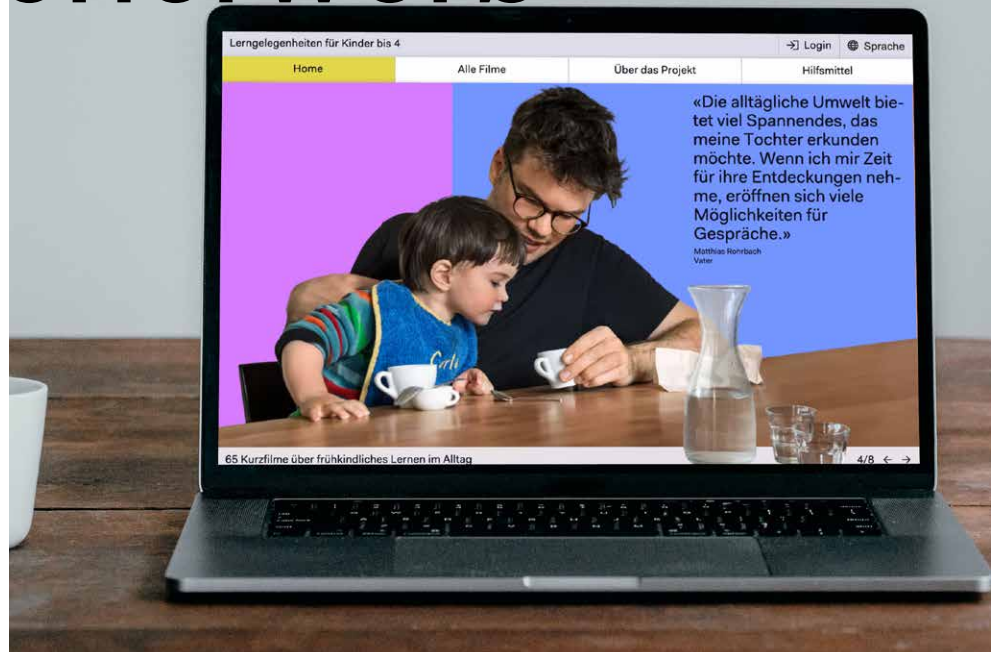 Lerngelegenheiten für Kinder bis 4
Login
Sprache
Home
Alle Filme
Über das Projekt
Hilfsmittel
«Die alltägliche Umwelt bie-
tet viel Spannendes, das
meine Tochter erkunden
möchte. Wenn ich mir Zeit
für ihre Entdeckungen neh-
me, eröffnen sich viele
Möglichkeiten für
Gespräche.»
Matthias Rohrbach
Vater
65 Kurzfilme über frühkindliches Lernen im Alltag
4/8 ← →